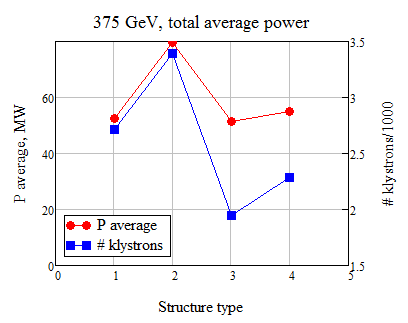 375 GeV, total average power
P average, MW
60
40
20
0
3.5
3
2.5
2
1.5
# klystrons/1000
P average
# klystrons
0 1 2 3 4 5
Structure type